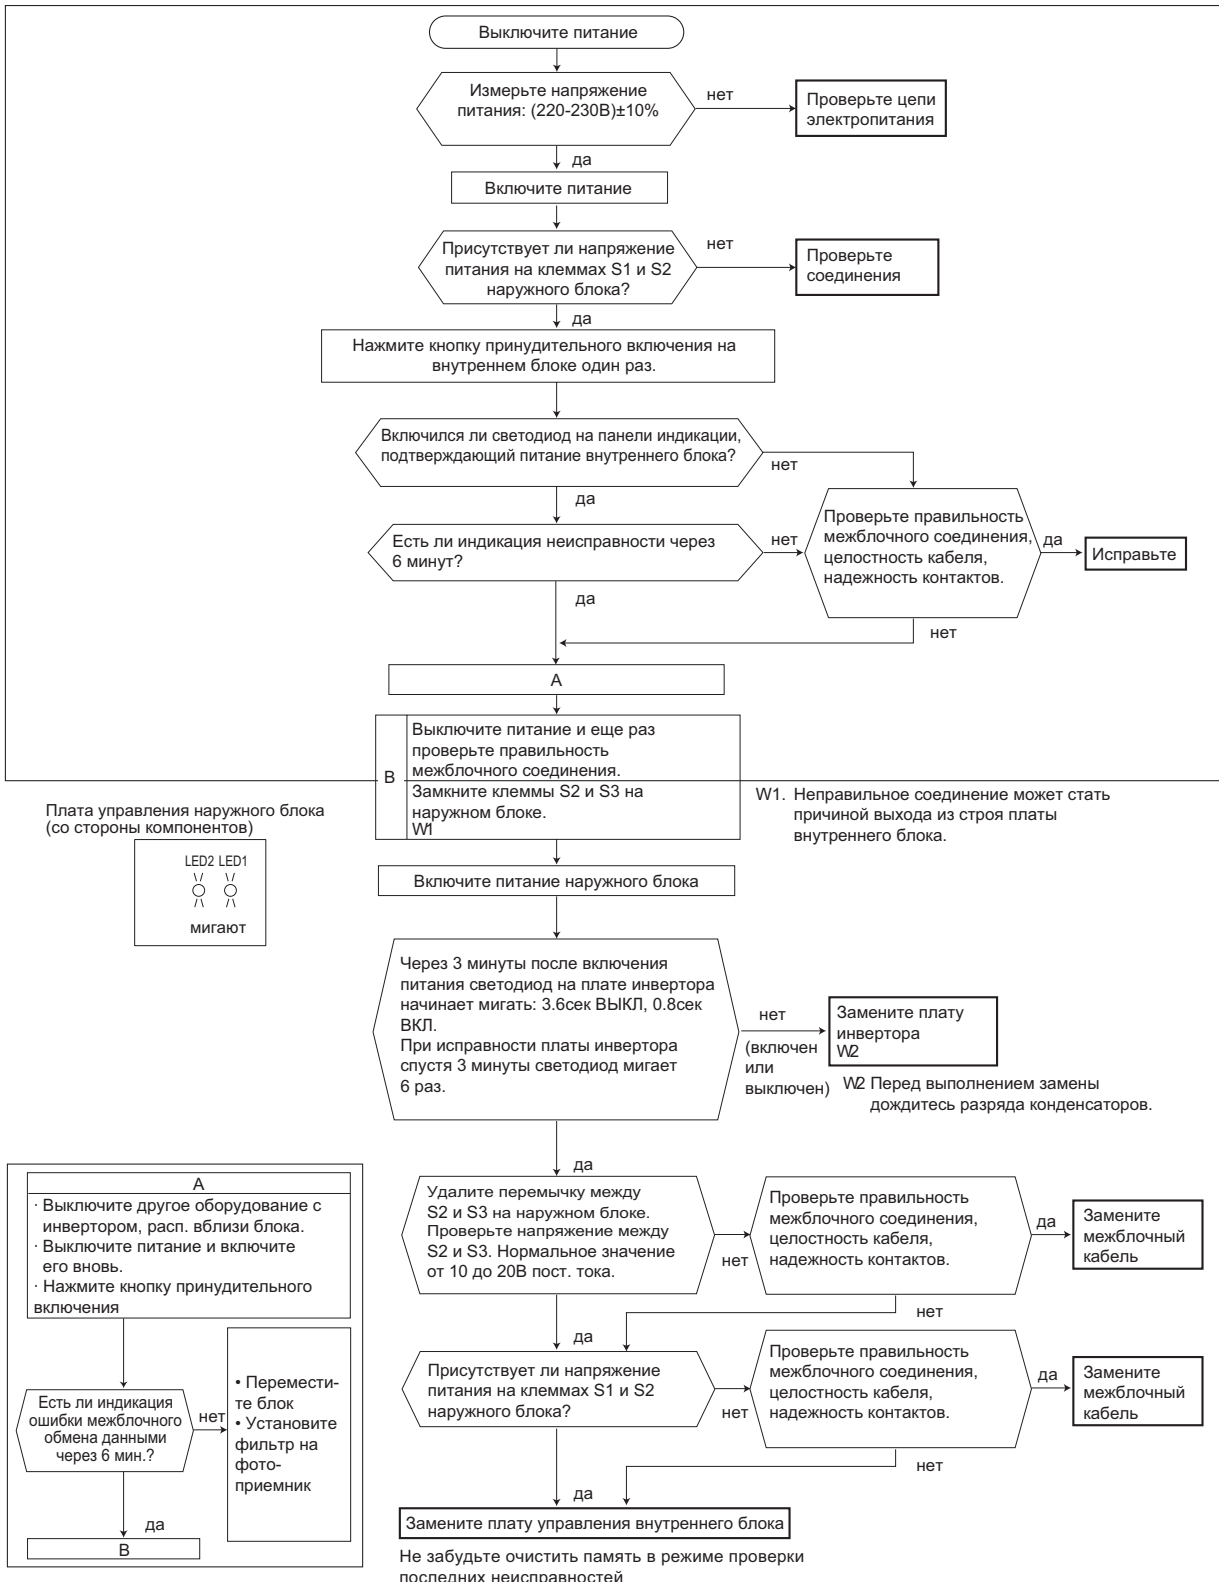 Выключите питание
Измерьте напряжение
питания: (220-230В)±10%
нет
Проверьте цепи
электропитания
да
Включите питание
Присутствует ли напряжение
питания на клеммах S1 и S2
наружного блока?
нет
Проверьте
соединения
да
Нажмите кнопку принудительного включения на
внутреннем блоке один раз.
Включился ли светодиод на панели индикации,
подтверждающий питание внутреннего блока?
нет
да
Есть ли индикация неисправности через
6 минут?
нет
Проверьте правильность
межблочного соединения,
целостность кабеля,
надежность контактов.
да
Исправьте
да
нет
A
B
Выключите питание и еще раз
проверьте правильность
межблочного соединения.
Замкните клеммы S2 и S3 на
наружном блоке.
W1
W1. Неправильное соединение может стать
причиной выхода из строя платы
внутреннего блока.
Плата управления наружного блока
(со стороны компонентов)
LED2 LED1
мигают
Включите питание наружного блока
Через 3 минуты после включения
питания светодиод на плате инвертора
начинает мигать: 3.6сек ВЫКЛ, 0.8сек
ВКЛ.
При исправности платы инвертора
спустя 3 минуты светодиод мигает
6 раз.
нет
(включен
или
выключен)
Замените плату
инвертора
W2
W2 Перед выполнением замены
дождитесь разряда конденсаторов.
да
Удалите перемычку между
S2 и S3 на наружном блоке.
Проверьте напряжение между
S2 и S3. Нормальное значение
от 10 до 20В пост. тока.
нет
Проверьте правильность
межблочного соединения,
целостность кабеля,
надежность контактов.
да
Замените
межблочный
кабель
нет
да
Присутствует ли напряжение
питания на клеммах S1 и S2
наружного блока?
нет
Проверьте правильность
межблочного соединения,
целостность кабеля,
надежность контактов.
да
Замените
межблочный
кабель
нет
да
Замените плату управления внутреннего блока
Не забудьте очистить память в режиме проверки
последних неисправностей
A
· Выключите другое оборудование с
инвертором, расп. вблизи блока.
· Выключите питание и включите
его вновь.
· Нажмите кнопку принудительного
включения
Есть ли индикация
ошибки межблочного
обмена данными
через 6 мин.?
нет
• Перемести-
те блок
• Установите
фильтр на
фото-
приемник
да
B